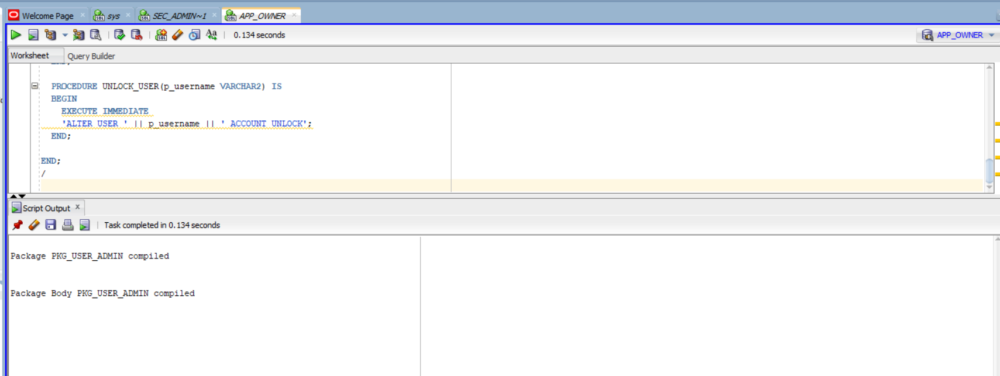 Welcome Page
sys
SEC_ADMIN~1
APP_OWNER
0.134 seconds
APP_OWNER
Worksheet
Query Builder
PROCEDURE UNLOCK_USER(p_username VARCHAR2) IS
BEGIN
EXECUTE IMMEDIATE
'ALTER USER ' || p_username || ' ACCOUNT UNLOCK';
END;
END;
/
Script Output
Task completed in 0.134 seconds
Package PKG_USER_ADMIN compiled
Package Body PKG_USER_ADMIN compiled